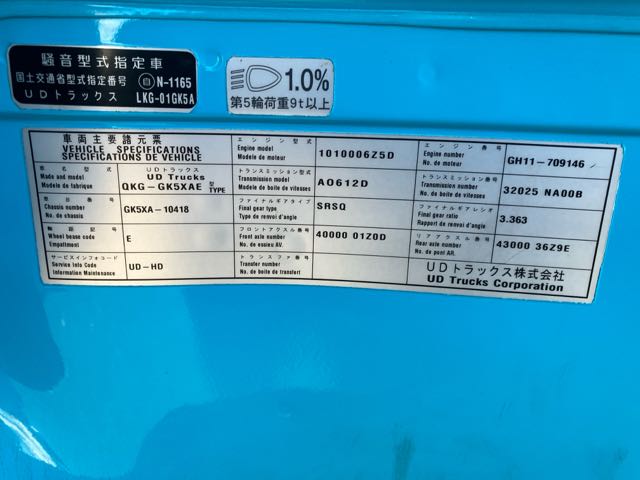 騒音型式指定車
国土交通省型式指定番号 自 N-1165
UDトラックス LKG-01GK5A
1.0%
第5輪荷重9t以上
車両主要諸元票
VEHICLE SPECIFICATIONS
SPECIFICATIONS DE VEHICLE
エンジン型式
Engine model
Modele de moteur
1010006Z5D
エンジン番号
Engine number
No. de moteur
GH11-709146
車名型式
Made and model
Modele de fabrique
UDトラックス
UD Trucks
QKG-GK5XAE 型 TYPE
トランスミッション型式
Transmission model
Modele de boite de vitesses
AO612D
トランスミッション番号
Transmission number
No. de boite de vitesses
32025 NA00B
車台番号
Chassis number
No. de chassis
GK5XA-10418
ファイナルギアタイプ
Final gear type
Type de renvoi d'angle
SRSQ
ファイナルギアレシオ
Final gear ratio
Rapport de renvoi d'angle
3.363
軸距記号
Wheel base code
Empattement
E
フロントアクスル番号
Front axle number
No. de essieu AV.
40000 01Z0D
リアアクスル番号
Rear axle number
No. de pont AR.
43000 36Z9E
サービスインフォコード
Service Info Code
Information Maintenance
UD-HD
トランスファ番号
Transfer number
No. de boite de transfert
UDトラックス株式会社
UD Trucks Corporation